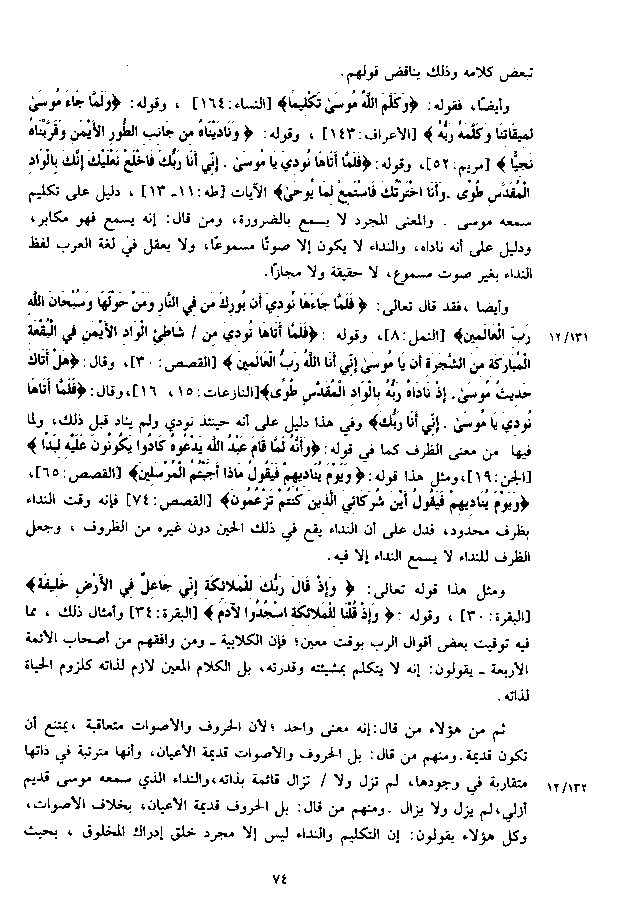 تبعض كلامه وذلك يناقض قولهم.
وأيضًا، فقوله: ﴿وَكَلَّمَ اللَّهُ مُوسَىٰ تَكْلِيمًا﴾ [النساء: ١٦٤] ، وقوله: ﴿وَلَمَّا جَاءَ مُوسَىٰ
لِمِيقَاتِنَا وَكَلَّمَهُ رَبُّهُ ﴾ [الأعراف: ١٤٣] ، وقوله: ﴿ وَنَادَيْنَاهُ مِن جَانِبِ الطُّورِ الأَيْمَنِ وَقَرَّبْنَاهُ
نَجِيًّا ﴾ [مريم: ٥٢]، وقوله: ﴿فَلَمَّا أَتَاهَا نُودِيَ يَا مُوسَىٰ . إِنِّي أَنَا رَبُّكَ فَاخْلَعْ نَعْلَيْكَ إِنَّكَ بِالْوَادِ
الْمُقَدَّسِ طُوًى .وَأَنَا اخْتَرْتُكَ فَاسْتَمِعْ لِمَا يُوحَىٰ﴾ الآيات [طه: ١١ـ ١٣] ، دليل على تكليم
سمعه موسى . والمعنى المجرد لا يسمع بالضرورة، ومن قال: إنه يسمع فهو مكابر،
ودليل على أنه ناداه، والنداء لا يكون إلا صوتًا مسموعًا، ولا يعقل في لغة العرب لفظ
النداء بغير صوت مسموع، لا حقيقة ولا مجازًا.
وأيضا ، فقد قال تعالى: ﴿ فَلَمَّا جَاءَهَا نُودِيَ أَن بُورِكَ مَن فِي النَّارِ وَمَنْ حَوْلَهَا وَسُبْحَانَ اللَّهِ
رَبِّ الْعَالَمِينَ﴾ [النمل: ٨]، وقوله :﴿فَلَمَّا أَتَاهَا نُودِيَ مِن / شَاطِئِ الْوَادِ الأَيْمَنِ فِي الْبُقْعَةِ ١٢/١٣١
الْمُبَارَكَةِ مِنَ الشَّجَرَةِ أَن يَا مُوسَىٰ إِنِّي أَنَا اللَّهُ رَبُّ الْعَالَمِينَ ﴾ [القصص: ٣٠]، وقال: ﴿هَلْ أَتَاكَ
حَدِيثُ مُوسَىٰ. إِذْ نَادَاهُ رَبُّهُ بِالْوَادِ الْمُقَدَّسِ طُوًى﴾[النازعات: ١٥، ١٦]،وقال: ﴿فَلَمَّا أَتَاهَا
نُودِيَ يَا مُوسَىٰ . إِنِّي أَنَا رَبُّكَ﴾ وفي هذا دليل على أنه حينئذ نودي ولم يناد قبل ذلك، ولما
فيها من معنى الظرف كما في قوله: ﴿وَأَنَّهُ لَمَّا قَامَ عَبْدُ اللَّهِ يَدْعُوهُ كَادُوا يَكُونُونَ عَلَيْهِ لِبَدًا ﴾
[الجن: ١٩]،ومثل هذا قوله: ﴿ وَيَوْمَ يُنَادِيهِمْ فَيَقُولُ مَاذَا أَجَبْتُمُ الْمُرْسَلِينَ﴾ [القصص: ٦٥]،
﴿وَيَوْمَ يُنَادِيهِمْ فَيَقُولُ أَيْنَ شُرَكَائِيَ الَّذِينَ كُنتُمْ تَزْعُمُونَ﴾ [القصص: ٧٤] فإنه وقت النداء
بظرف محدود، فدل على أن النداء يقع في ذلك الحين دون غيره من الظروف ، وجعل
الظرف للنداء لا يسمع النداء إلا فيه.
ومثل هذا قوله تعالى: ﴿ وَإِذْ قَالَ رَبُّكَ لِلْمَلائِكَةِ إِنِّي جَاعِلٌ فِي الأَرْضِ خَلِيفَةً ﴾
[البقرة: ٣٠] ، وقوله :﴿ وَإِذْ قُلْنَا لِلْمَلائِكَةِ اسْجُدُوا لآدَمَ ﴾ [البقرة: ٣٤] وأمثال ذلك ، مما
فيه توقيت بعض أقوال الرب بوقت معين؛ فإن الكلابية ـ ومن وافقهم من أصحاب الأئمة
الأربعة ـ يقولون: إنه لا يتكلم بمشيئته وقدرته، بل الكلام المعين لازم لذاته كلزوم الحياة
لذاته .
ثم من هؤلاء من قال: إنه معنى واحد ؛لأن الحروف والأصوات متعاقبة ،يمتنع أن
تكون قديمة.ومنهم من قال: بل الحروف والأصوات قديمة الأعيان، وأنها مترتبة في ذاتها
متقاربة في وجودها، لم تزل ولا / تزال قائمة بذاته،والنداء الذي سمعه موسى قديم ١٢/١٣٢
أزلي،لم يزل ولا يزال .ومنهم من قال: بل الحروف قديمة الأعيان، بخلاف الأصوات،
وكل هؤلاء يقولون: إن التكليم والنداء ليس إلا مجرد خلق إدراك المخلوق ، بحيث
٧٤